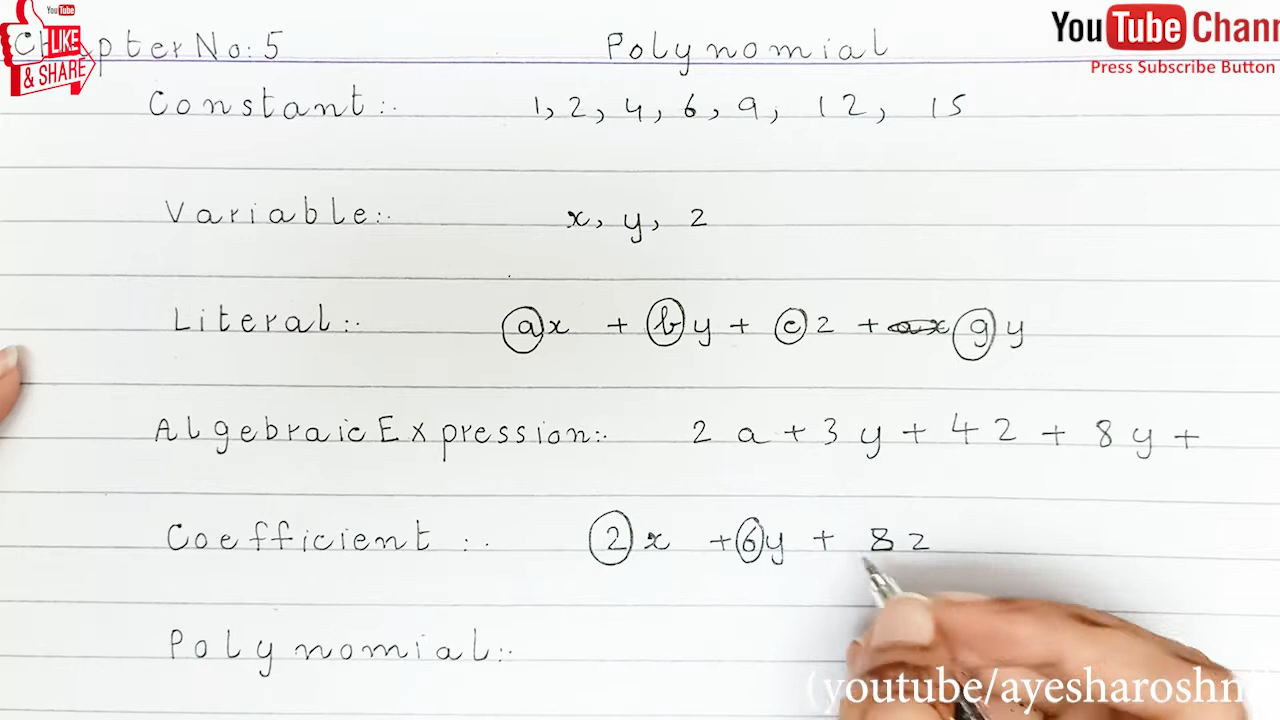 YouTube
LIKE
& SHARE
Chapter No:5 Polynomial
YouTube Chann
Press Subscribe Button
Constant:. 1, 2, 4, 6, 9, 12, 15
Variable:. x, y, z
Literal:. ax + by + cz + gy
Algebraic Expression:. 2a + 3y + 4z + 8y +
Coefficient :. 2x + 6y + 8z
Polynomial:.
(youtube/ayesharoshn